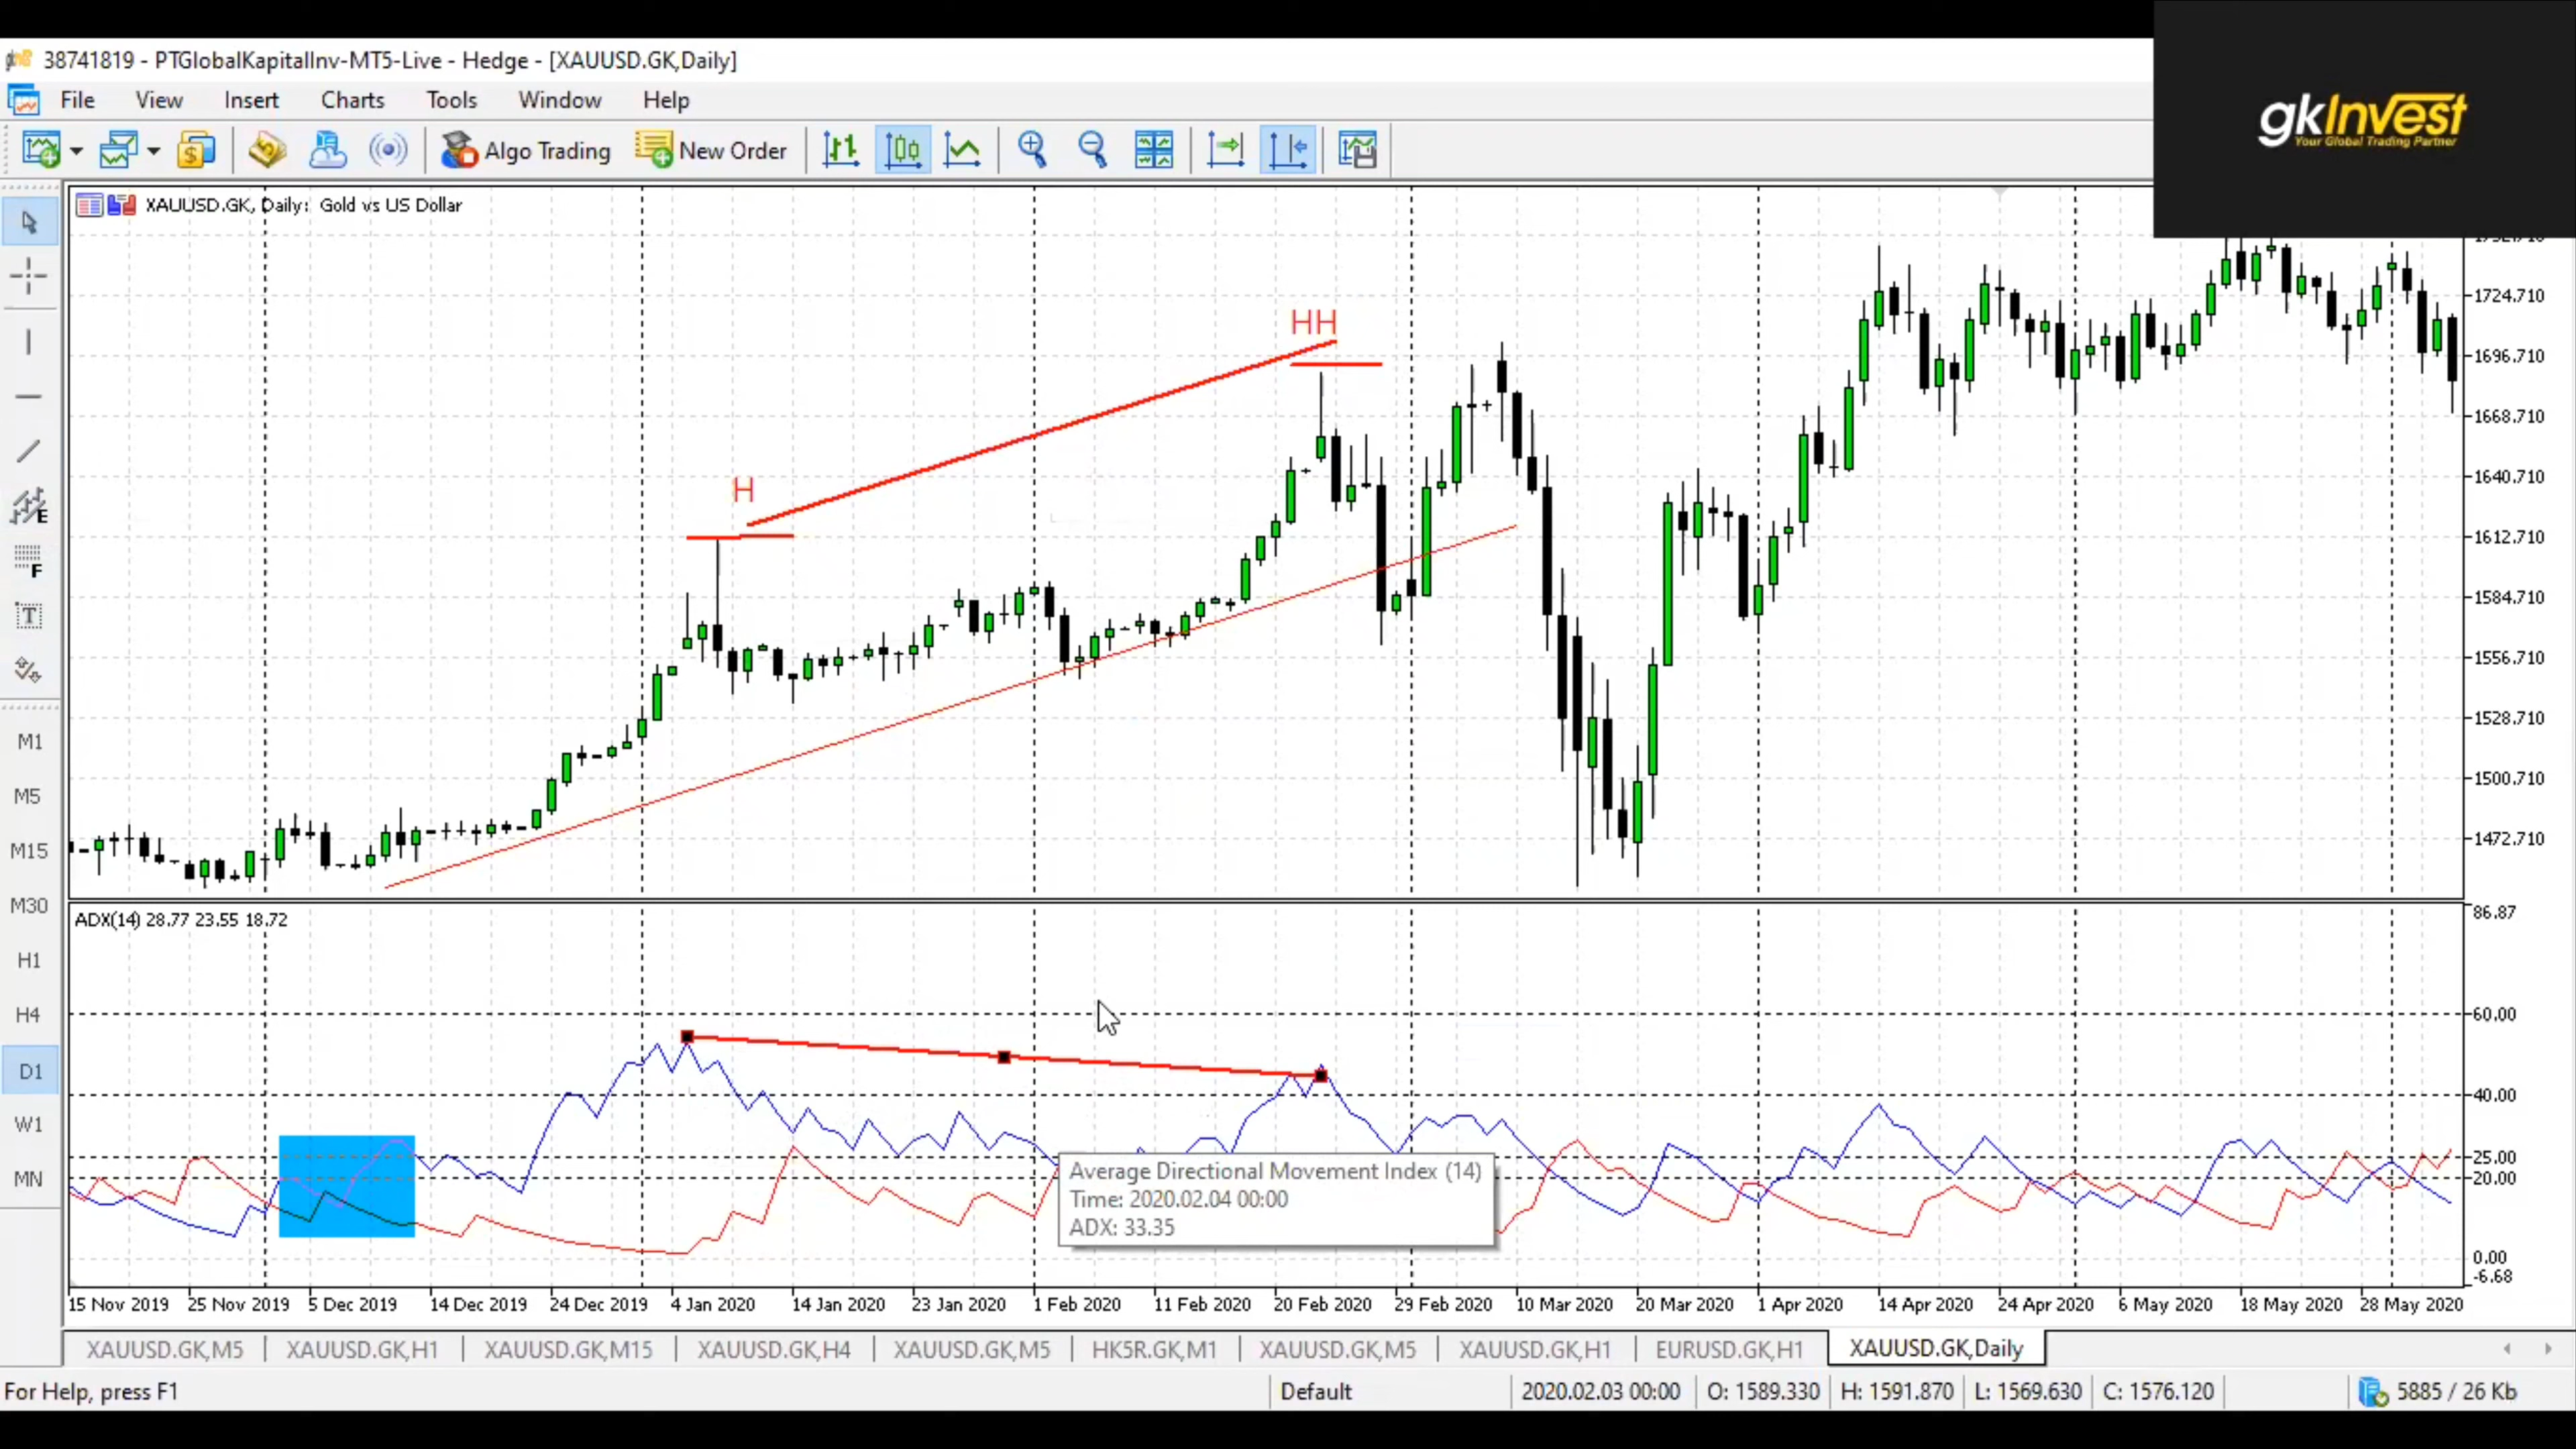 38741819 - PTGlobalKapitalInv-MT5-Live - Hedge - [XAUUSD.GK,Daily]
gkInvest
Your Global Trading Partner
File View Insert Charts Tools Window Help
Algo Trading New Order
XAUUSD.GK, Daily: Gold vs US Dollar
HH
H
1724.710
1696.710
1668.710
1640.710
1612.710
1584.710
1556.710
1528.710
1500.710
1472.710
E
F
T
M1
M5
M15
M30
H1
H4
D1
W1
MN
ADX(14) 28.77 23.55 18.72
86.87
60.00
40.00
25.00
20.00
0.00
-6.68
Average Directional Movement Index (14)
Time: 2020.02.04 00:00
ADX: 33.35
15 Nov 2019 25 Nov 2019 5 Dec 2019 14 Dec 2019 24 Dec 2019 4 Jan 2020 14 Jan 2020 23 Jan 2020 1 Feb 2020 11 Feb 2020 20 Feb 2020 29 Feb 2020 10 Mar 2020 20 Mar 2020 1 Apr 2020 14 Apr 2020 24 Apr 2020 6 May 2020 18 May 2020 28 May 2020
XAUUSD.GK,M5 XAUUSD.GK,H1 XAUUSD.GK,M15 XAUUSD.GK,H4 XAUUSD.GK,M5 HK5R.GK,M1 XAUUSD.GK,M5 XAUUSD.GK,H1 EURUSD.GK,H1 XAUUSD.GK,Daily
For Help, press F1 Default 2020.02.03 00:00 O: 1589.330 H: 1591.870 L: 1569.630 C: 1576.120 5885 / 26 Kb